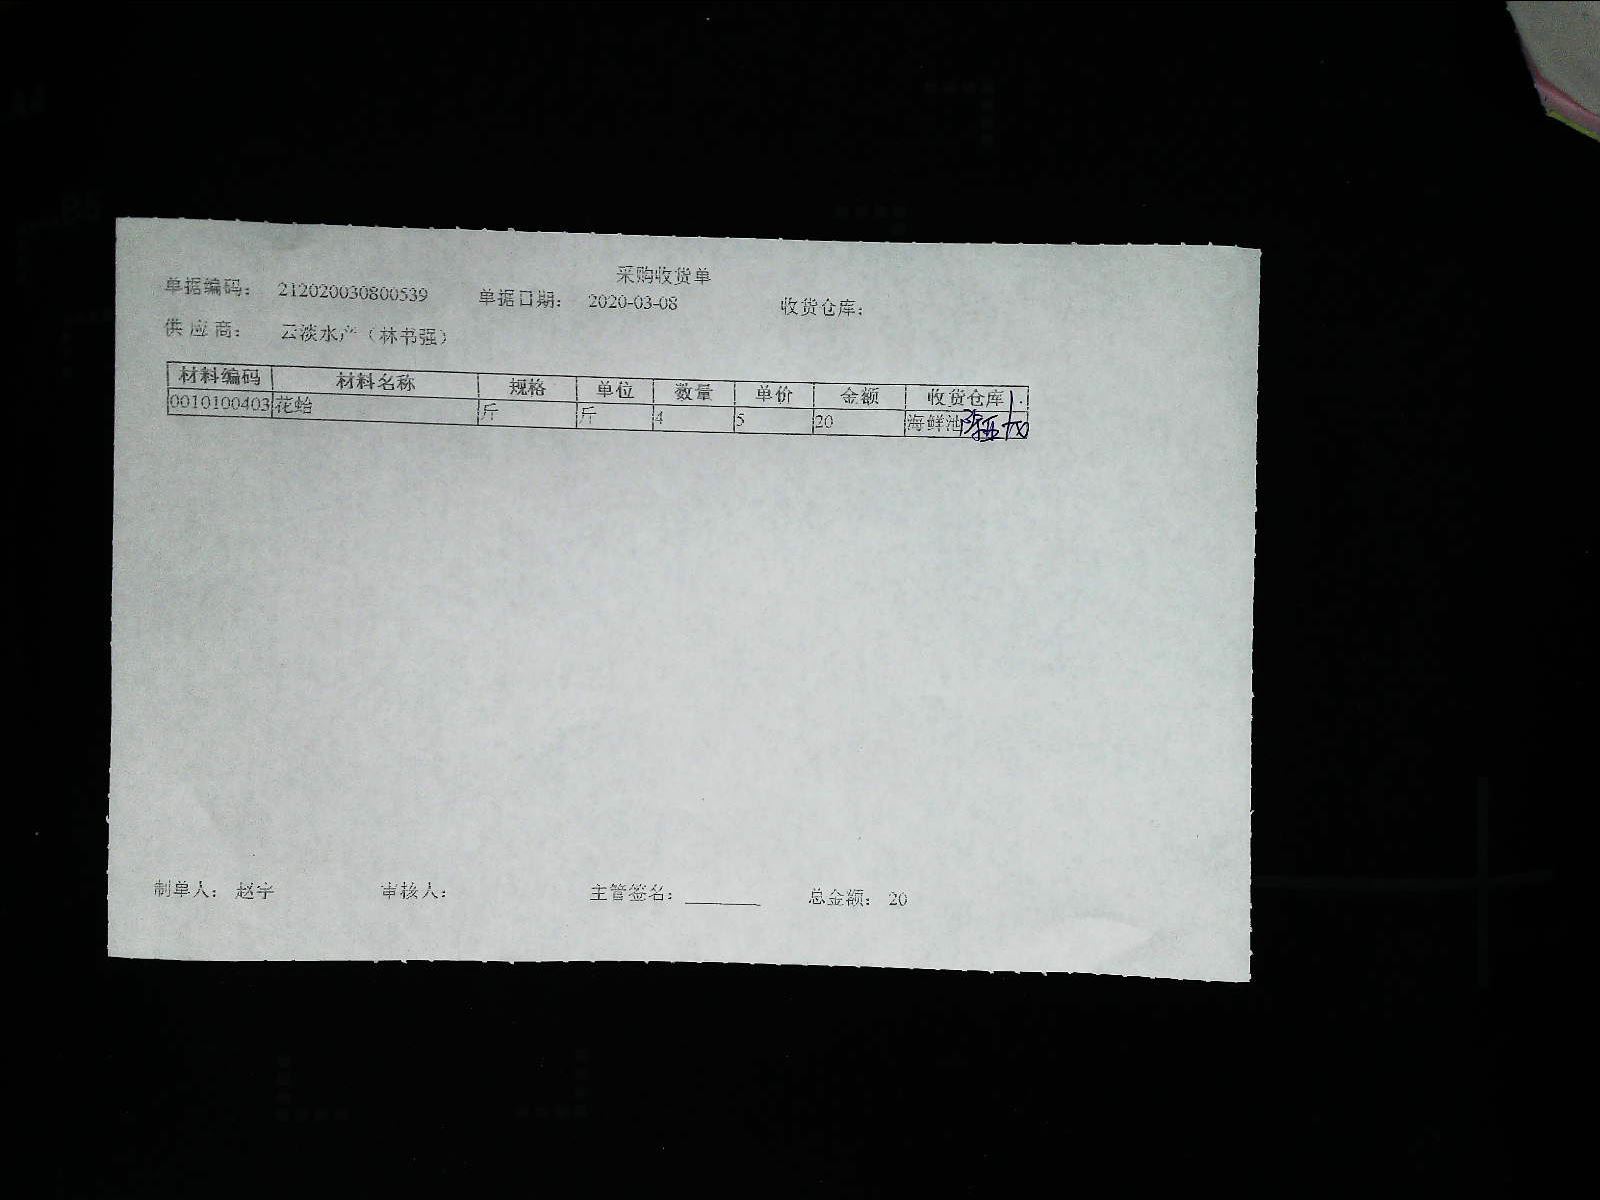 采购收货单
单据编码： 212020030800539 单据日期： 2020-03-08 收货仓库：
供应商： 云淡水产（林书强）
材料编码 材料名称 规格 单位 数量 单价 金额 收货仓库
0010100403 花蛤 斤 斤 4 5 20 海鲜池
制单人： 赵宇 审核人： 主管签名： 总金额： 20